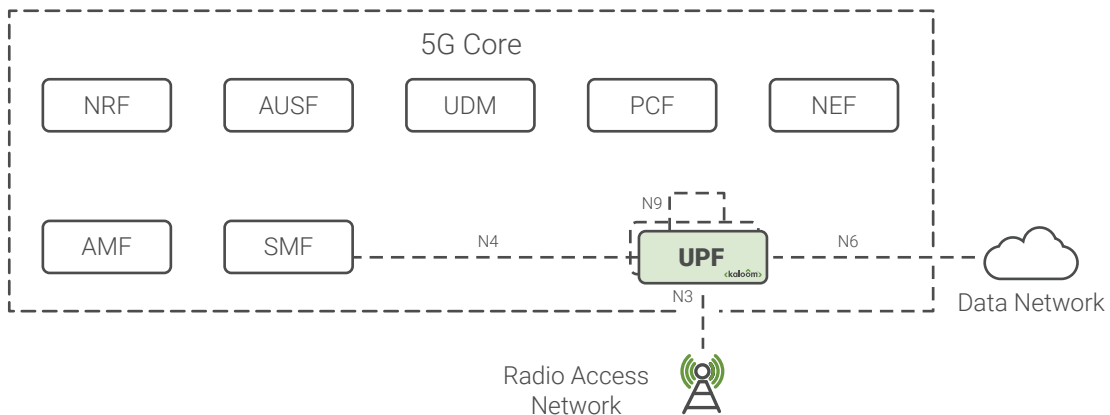 5G Core
NRF
AUSF
UDM
PCF
NEF
N9
AMF
SMF
N4
UPF
N6
‹kaloôm›
N3
Data Network
Radio Access
Network